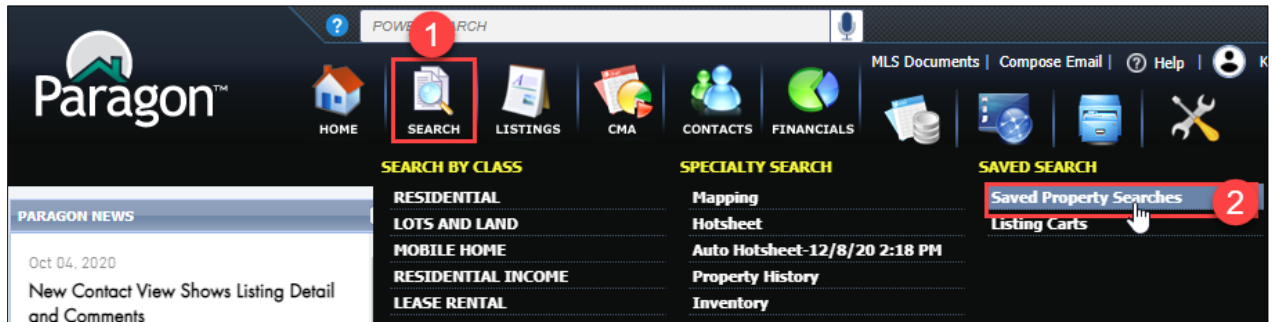 POWE ARCH
1
MLS Documents | Compose Email | ? Help | K
Paragon™
HOME SEARCH LISTINGS CMA CONTACTS FINANCIALS
SEARCH BY CLASS
RESIDENTIAL
LOTS AND LAND
MOBILE HOME
RESIDENTIAL INCOME
LEASE RENTAL
SPECIALTY SEARCH
Mapping
Hotsheet
Auto Hotsheet-12/8/20 2:18 PM
Property History
Inventory
SAVED SEARCH
Saved Property Searches 2
Listing Carts
PARAGON NEWS
Oct 04, 2020
New Contact View Shows Listing Detail
and Comments